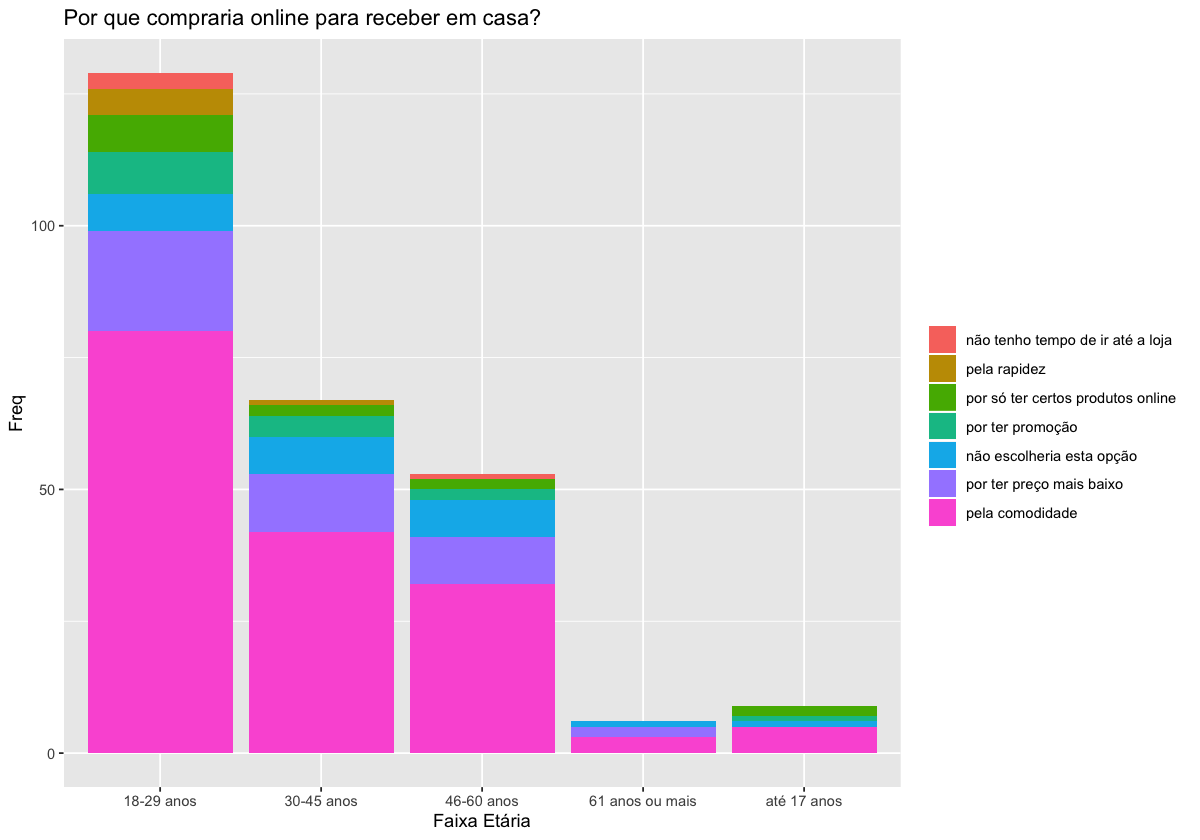 Por que compraria online para receber em casa?
Freq
100
50
0
18-29 anos
30-45 anos
46-60 anos
61 anos ou mais
até 17 anos
Faixa Etária
não tenho tempo de ir até a loja
pela rapidez
por só ter certos produtos online
por ter promoção
não escolheria esta opção
por ter preço mais baixo
pela comodidade